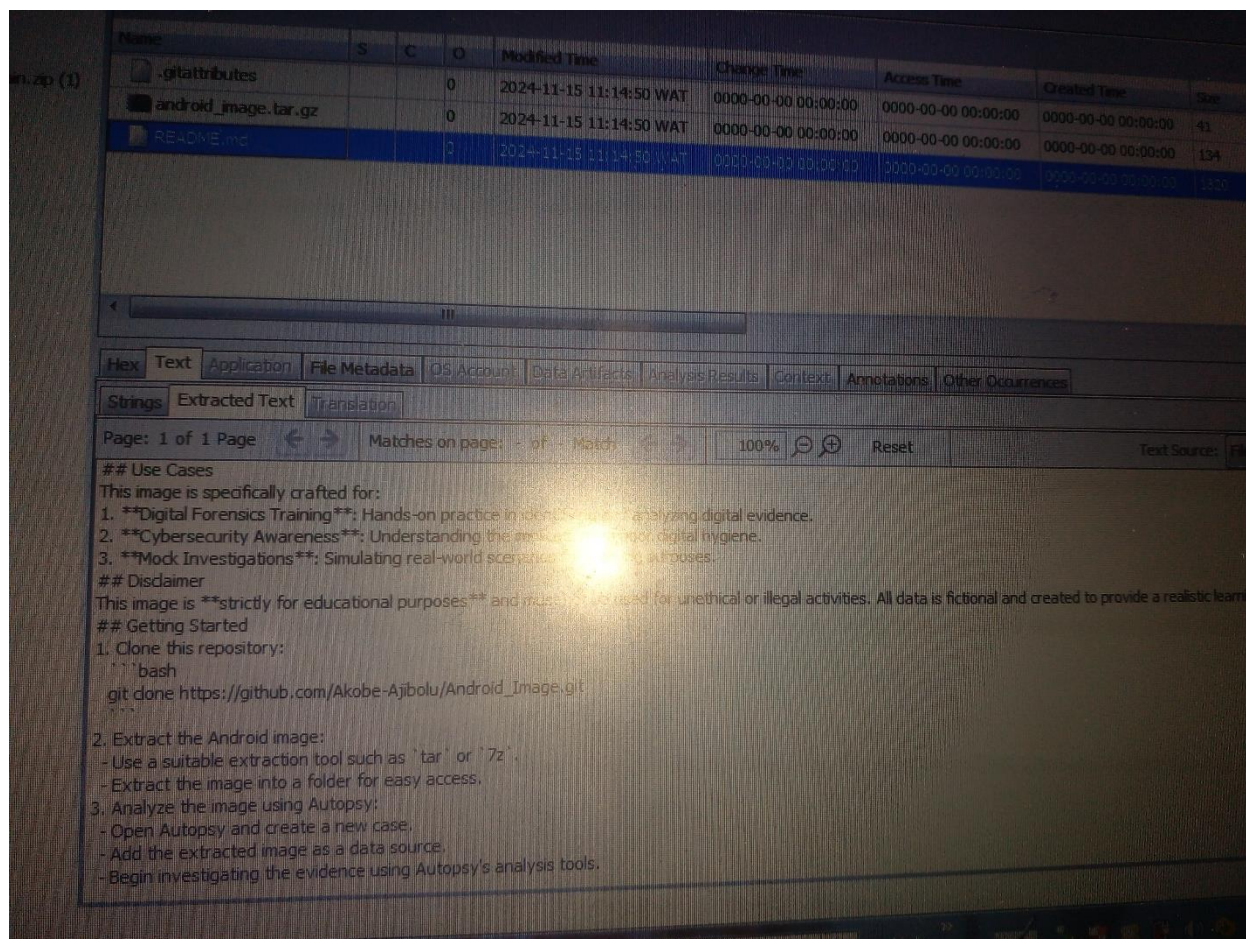 in.zip (1)
Name S C O Modified Time Change Time Access Time Created Time Size
.gitattributes 0 2024-11-15 11:14:50 WAT 0000-00-00 00:00:00 0000-00-00 00:00:00 0000-00-00 00:00:00 41
android_image.tar.gz 0 2024-11-15 11:14:50 WAT 0000-00-00 00:00:00 0000-00-00 00:00:00 0000-00-00 00:00:00 134
README.md 2024-11-15 11:14:50 WAT 0000-00-00 00:00:00 0000-00-00 00:00:00 0000-00-00 00:00:00
Hex Text Application File Metadata OS Account Data Artifacts Analysis Results Context Annotations Other Occurrences
Strings Extracted Text Translation
Page: 1 of 1 Page Matches on page: - of - Match 100% Reset Text Source:
## Use Cases
This image is specifically crafted for:
1. **Digital Forensics Training**: Hands-on practice in analyzing digital evidence.
2. **Cybersecurity Awareness**: Understanding the digital hygiene.
3. **Mock Investigations**: Simulating real-world
## Disclaimer
This image is **strictly for educational purposes** and for unethical or illegal activities. All data is fictional and created to provide a realistic
## Getting Started
1. Clone this repository:
```bash
git clone https://github.com/Akobe-Ajibolu/Android_Image.git
```
2. Extract the Android image:
- Use a suitable extraction tool such as `tar` or `7z`.
- Extract the image into a folder for easy access.
3. Analyze the image using Autopsy:
- Open Autopsy and create a new case.
- Add the extracted image as a data source.
- Begin investigating the evidence using Autopsy's analysis tools.